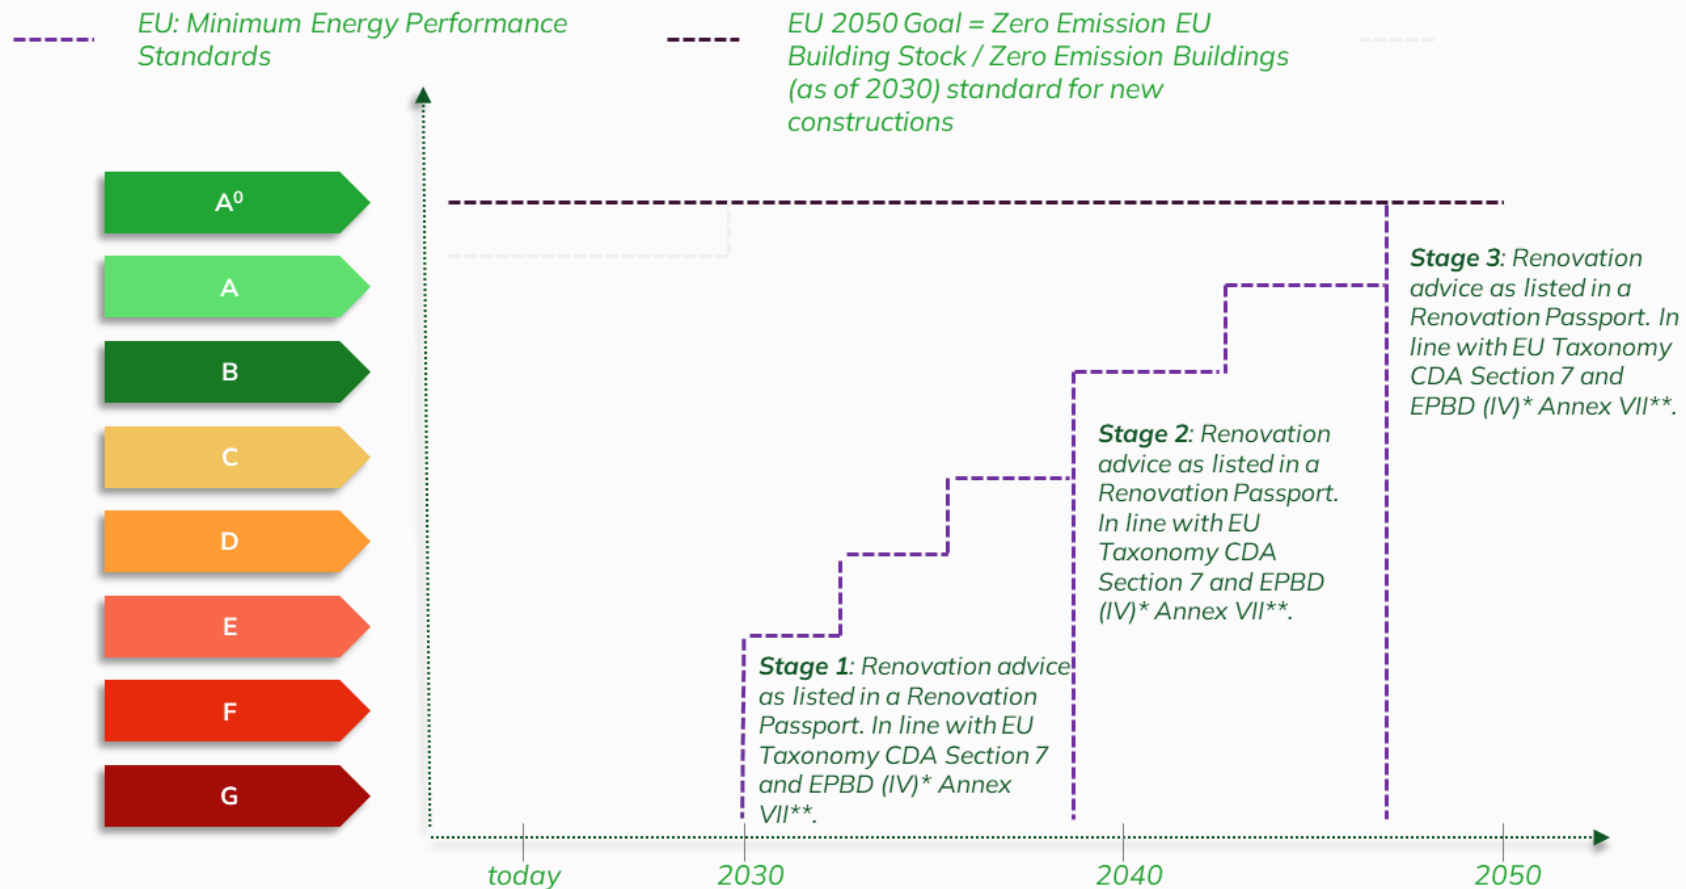 EU: Minimum Energy Performance
Standards
EU 2050 Goal = Zero Emission EU
Building Stock / Zero Emission Buildings
(as of 2030) standard for new
constructions
A⁰
A
B
C
D
E
F
G
Stage 1: Renovation advice
as listed in a Renovation
Passport. In line with EU
Taxonomy CDA Section 7
and EPBD (IV)* Annex
VII**.
Stage 2: Renovation
advice as listed in a
Renovation Passport.
In line with EU
Taxonomy CDA
Section 7 and EPBD
(IV)* Annex VII**.
Stage 3: Renovation
advice as listed in a
Renovation Passport. In
line with EU Taxonomy
CDA Section 7 and
EPBD (IV)* Annex VII**.
today
2030
2040
2050